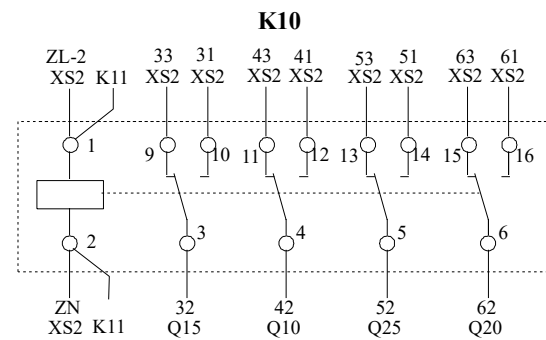 K10
ZL-2 33 31 43 41 53 51 63 61
XS2 K11 XS2 XS2 XS2 XS2 XS2 XS2 XS2 XS2
1 9 10 11 12 13 14 15 16
2 3 4 5 6
ZN 32 42 52 62
XS2 K11 Q15 Q10 Q25 Q20